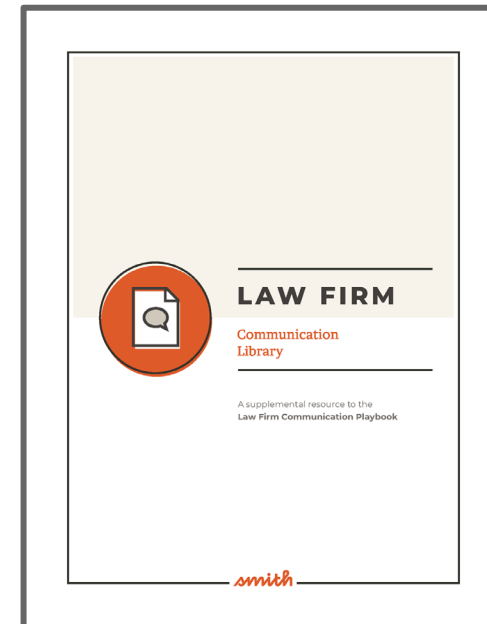 LAW FIRM
Communication
Library
A supplemental resource to the
Law Firm Communication Playbook
smith